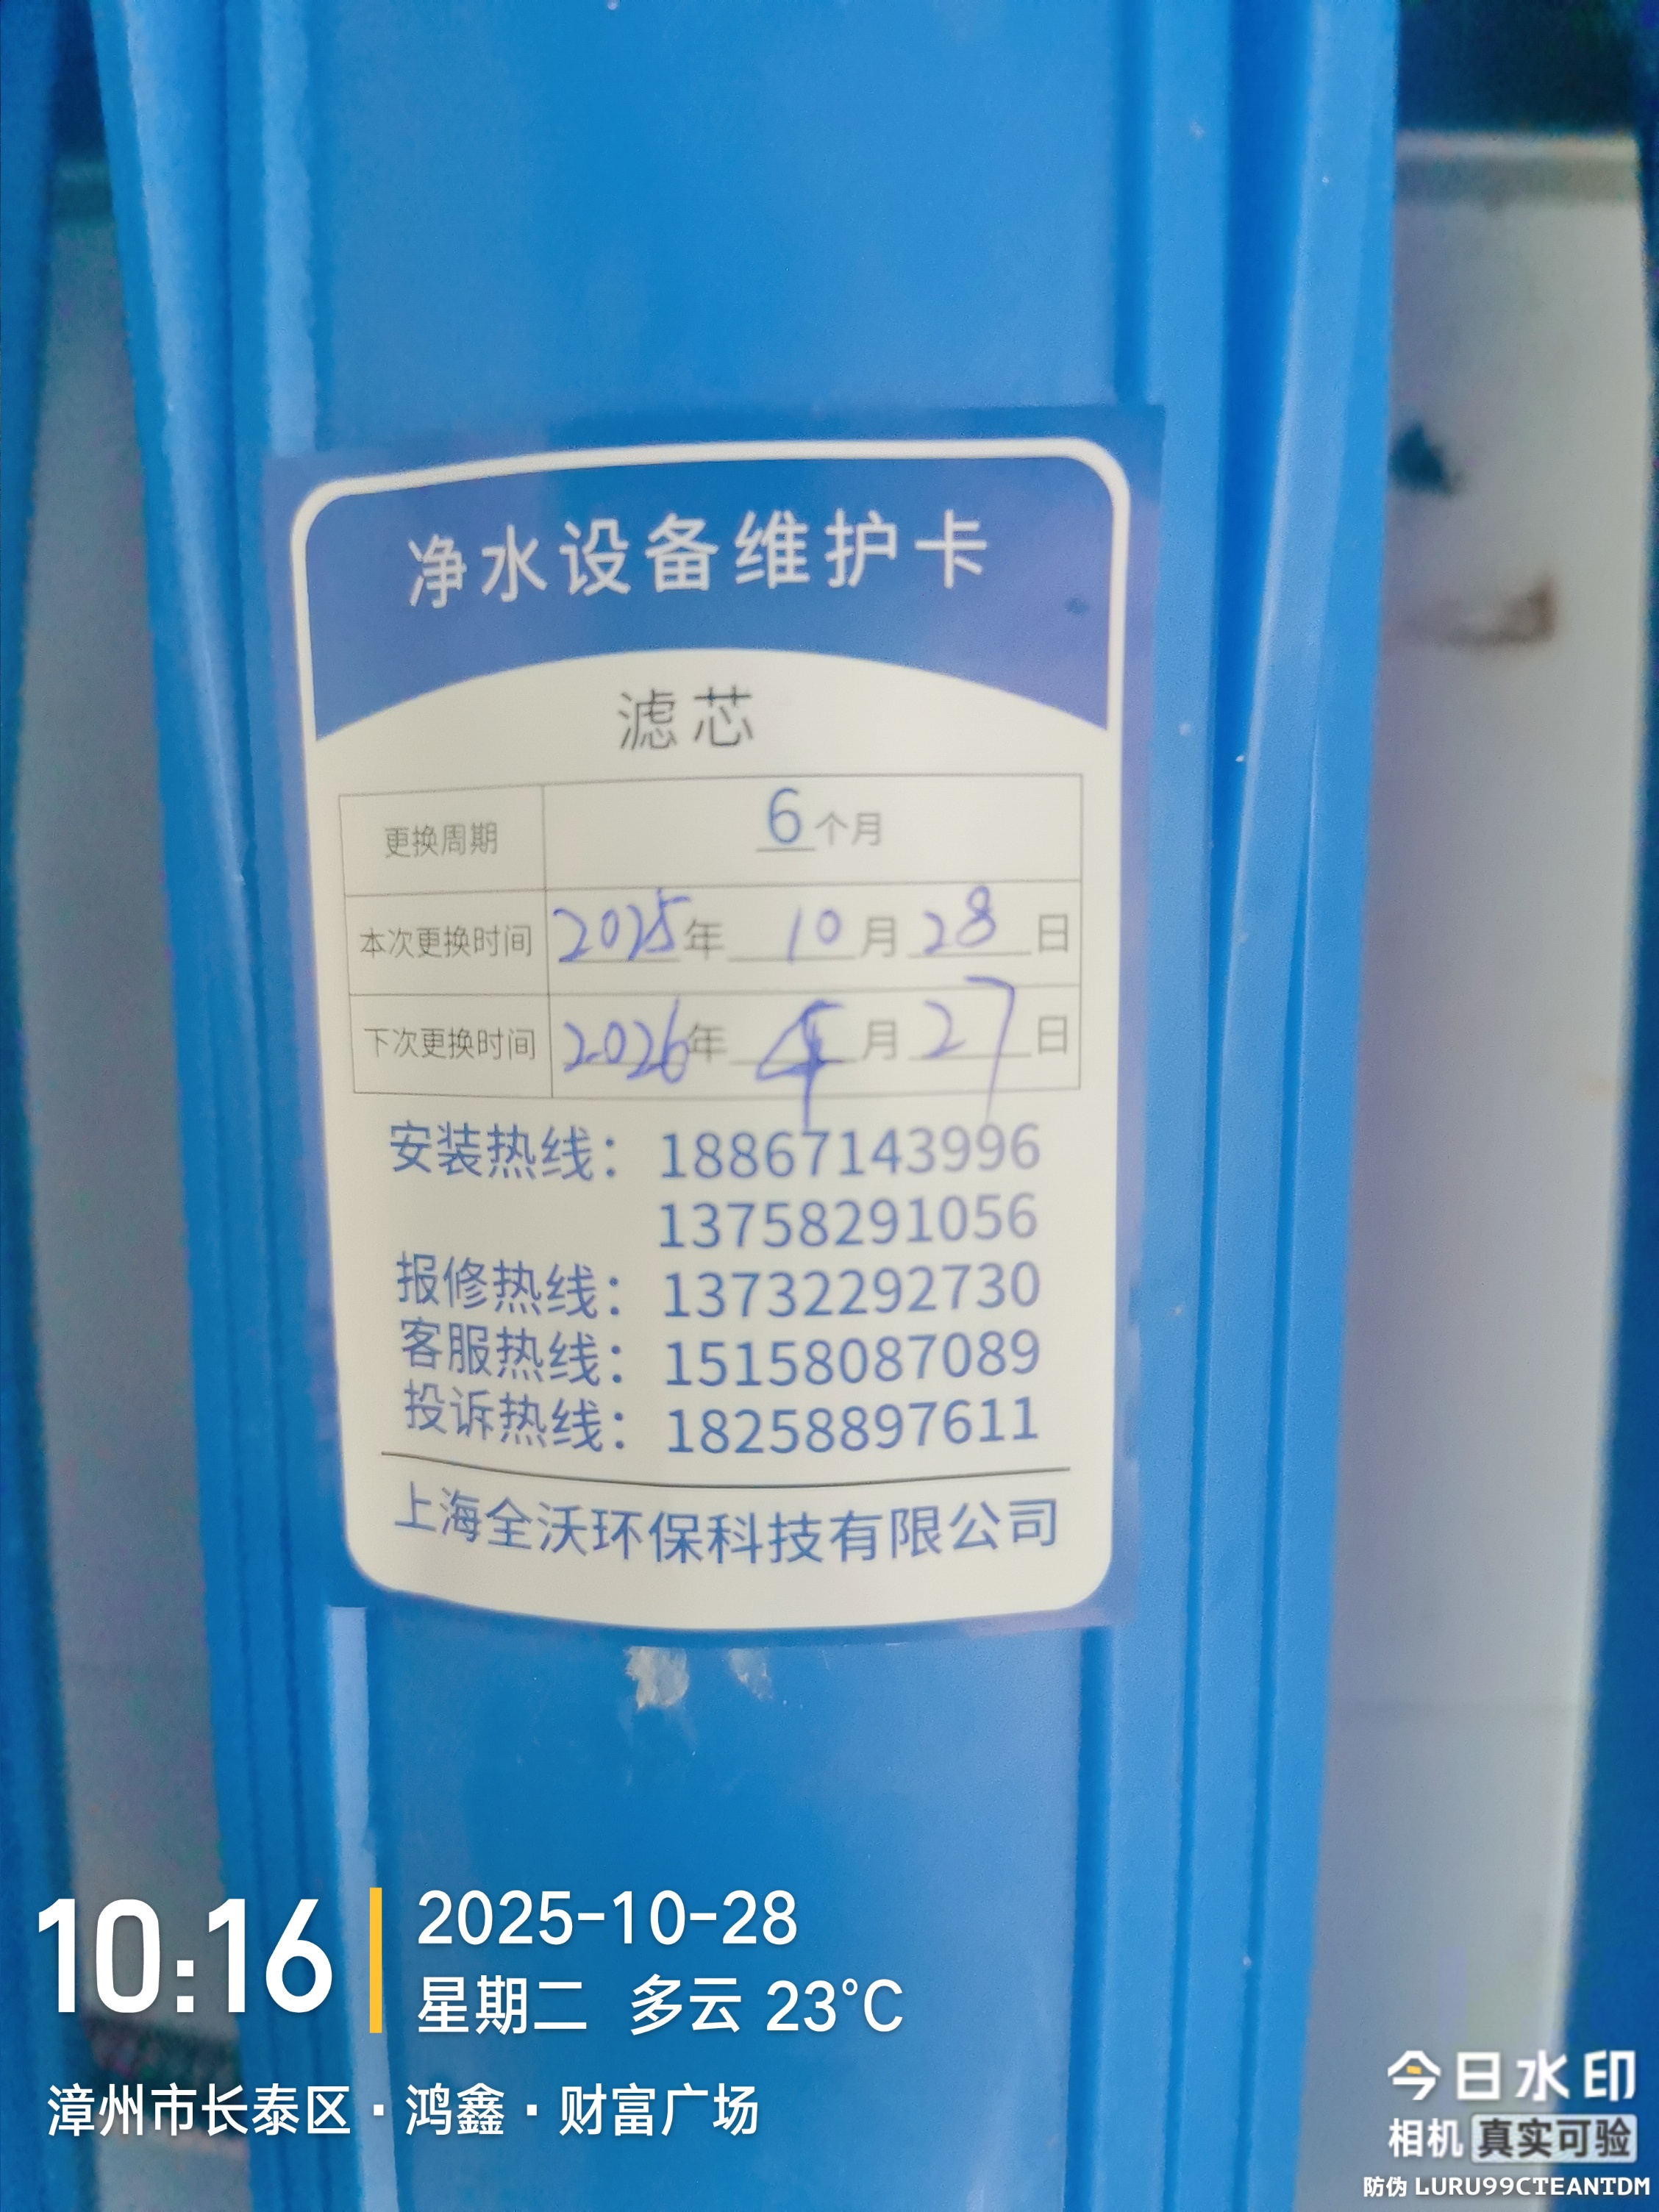 净水设备维护卡
滤芯
更换周期 6个月
本次更换时间 2025年 10月 28日
下次更换时间 2026年 4月 27日
安装热线：18867143996
13758291056
报修热线：13732292730
客服热线：15158087089
投诉热线：18258897611
上海全沃环保科技有限公司
10:16
2025-10-28
星期二 多云 23°C
漳州市长泰区·鸿鑫·财富广场
今日水印
相机 真实可验
防伪 LURU99CTEANTDM